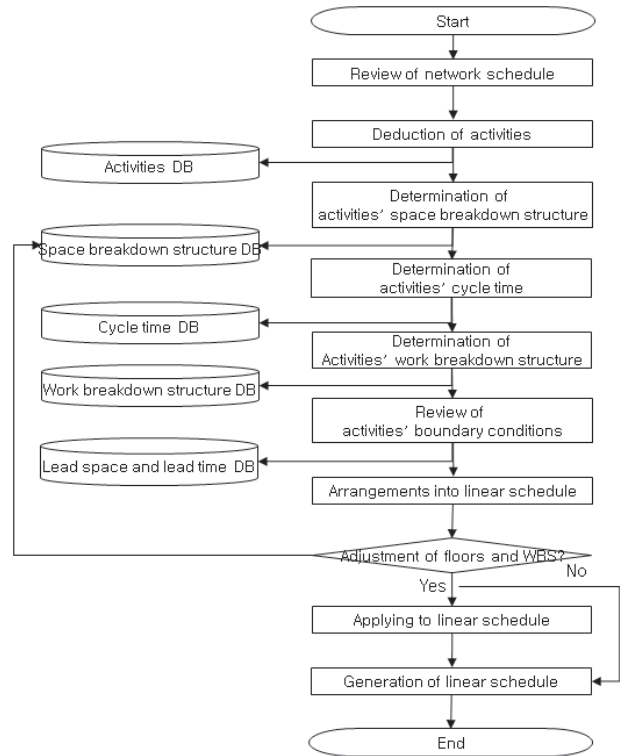 Start
Review of network schedule
Deduction of activities
Activities DB
Determination of
activities' space breakdown structure
Space breakdown structure DB
Determination of
activities' cycle time
Cycle time DB
Determination of
Activities' work breakdown structure
Work breakdown structure DB
Review of
activities' boundary conditions
Lead space and lead time DB
Arrangements into linear schedule
Adjustment of floors and WBS?
No
Yes
Applying to linear schedule
Generation of linear schedule
End